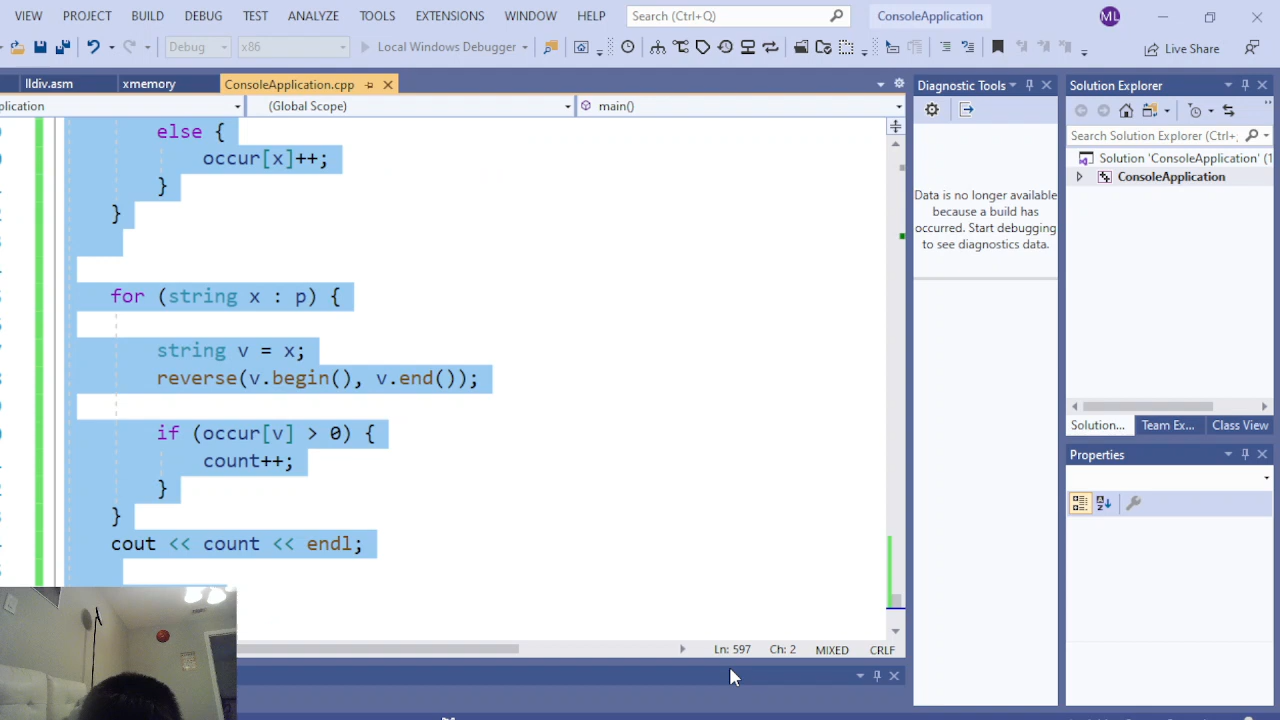 VIEW PROJECT BUILD DEBUG TEST ANALYZE TOOLS EXTENSIONS WINDOW HELP Search (Ctrl+Q) ConsoleApplication ML
Debug x86 Local Windows Debugger Live Share
lldiv.asm xmemory ConsoleApplication.cpp
plication (Global Scope) main()
else {
occur[x]++;
}
}
for (string x : p) {
string v = x;
reverse(v.begin(), v.end());
if (occur[v] > 0) {
count++;
}
}
cout << count << endl;
Ln: 597 Ch: 2 MIXED CRLF
Diagnostic Tools
Data is no longer available
because a build has
occurred. Start debugging
to see diagnostics data.
Solution Explorer
Search Solution Explorer (Ctrl+;
Solution 'ConsoleApplication' (1
ConsoleApplication
Solution... Team Ex... Class View
Properties